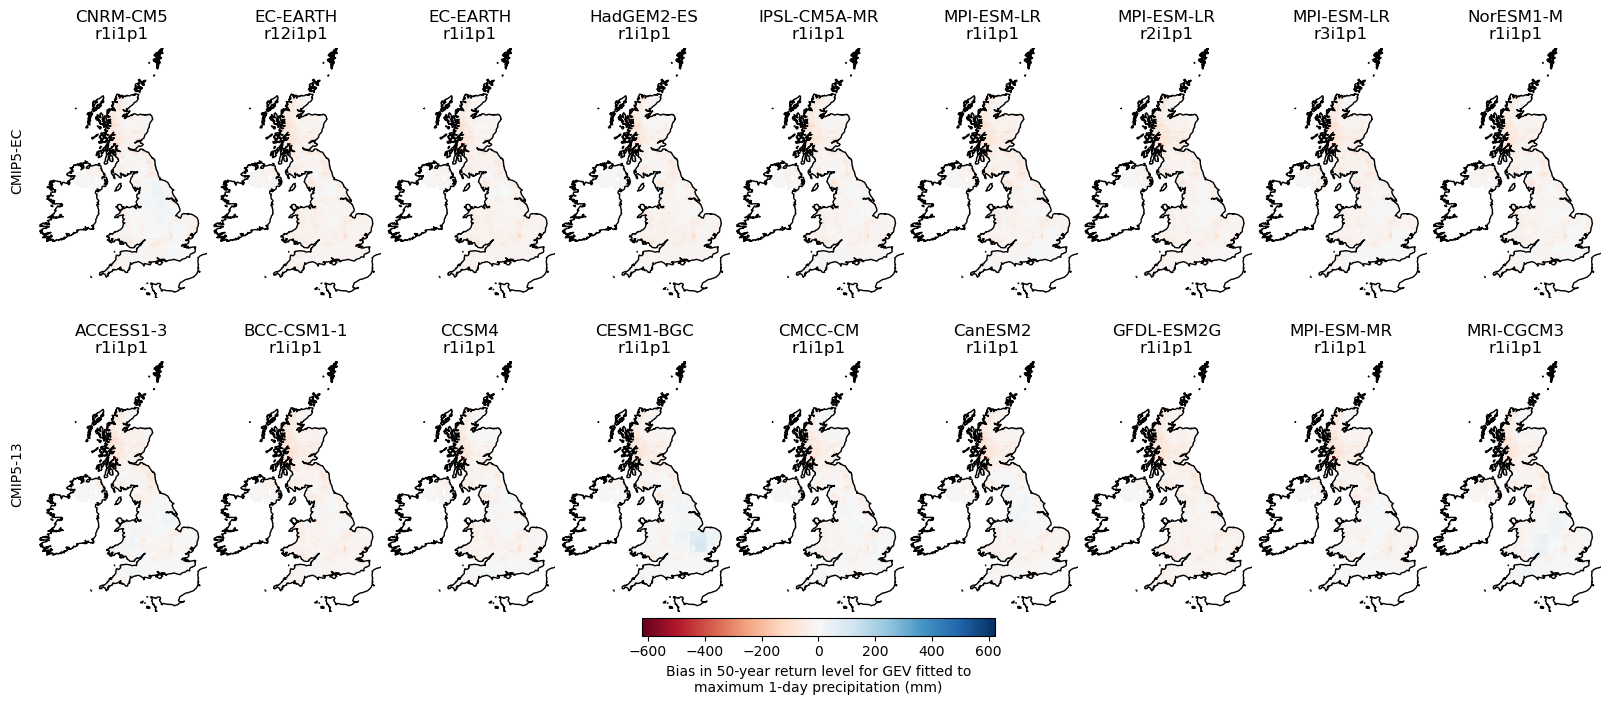 CNRM-CM5
r1i1p1
EC-EARTH
r12i1p1
EC-EARTH
r1i1p1
HadGEM2-ES
r1i1p1
IPSL-CM5A-MR
r1i1p1
MPI-ESM-LR
r1i1p1
MPI-ESM-LR
r2i1p1
MPI-ESM-LR
r3i1p1
NorESM1-M
r1i1p1
CMIP5-EC
ACCESS1-3
r1i1p1
BCC-CSM1-1
r1i1p1
CCSM4
r1i1p1
CESM1-BGC
r1i1p1
CMCC-CM
r1i1p1
CanESM2
r1i1p1
GFDL-ESM2G
r1i1p1
MPI-ESM-MR
r1i1p1
MRI-CGCM3
r1i1p1
CMIP5-13
−600 −400 −200 0 200 400 600
Bias in 50-year return level for GEV fitted to
maximum 1-day precipitation (mm)